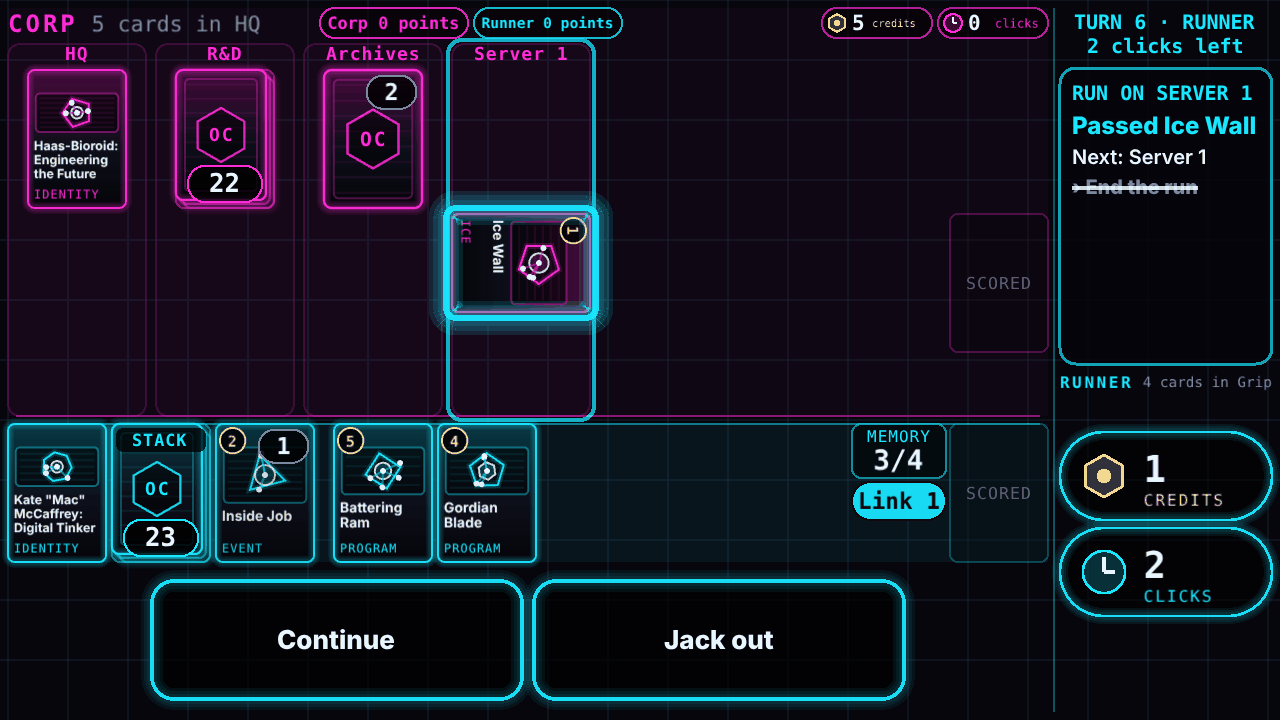 CORP 5 cards in HQ
Corp 0 points
Runner 0 points
5 credits
0 clicks
TURN 6 · RUNNER
2 clicks left
HQ
R&D
Archives
Server 1
Haas-Bioroid:
Engineering
the Future
IDENTITY
OC
22
2
OC
Ice Wall
ICE
1
SCORED
RUN ON SERVER 1
Passed Ice Wall
Next: Server 1
› End the run
RUNNER 4 cards in Grip
Kate "Mac"
McCaffrey:
Digital Tinker
IDENTITY
STACK
OC
23
2
1
Inside Job
EVENT
5
Battering
Ram
PROGRAM
4
Gordian
Blade
PROGRAM
MEMORY
3/4
Link 1
SCORED
1
CREDITS
2
CLICKS
Continue
Jack out